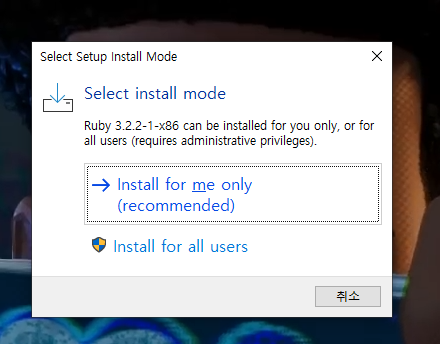 Select Setup Install Mode
Select install mode
Ruby 3.2.2-1-x86 can be installed for you only, or for
all users (requires administrative privileges).
Install for me only
(recommended)
Install for all users
취소